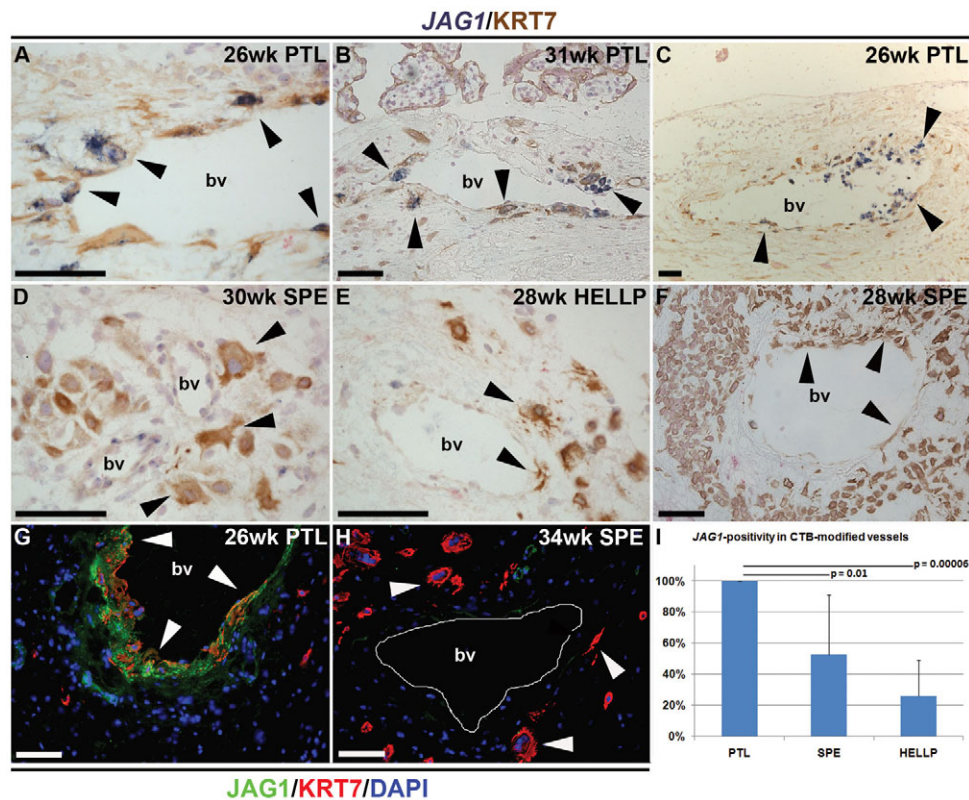 JAG1/KRT7
A 26wk PTL
bv
B 31wk PTL
bv
C 26wk PTL
bv
D 30wk SPE
bv
bv
E 28wk HELLP
bv
F 28wk SPE
bv
G 26wk PTL
bv
H 34wk SPE
bv
I
JAG1-positivity in CTB-modified vessels
p = 0.00006
p = 0.01
100%
80%
60%
40%
20%
0%
PTL SPE HELLP
JAG1/KRT7/DAPI